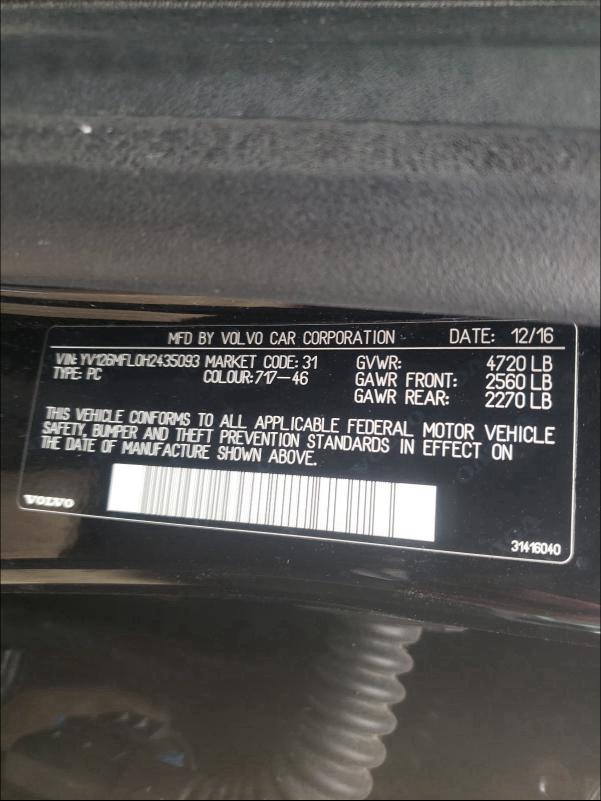 MFD BY VOLVO CAR CORPORATION DATE: 12/16
VIN: YV126MFL0H2435093 MARKET CODE: 31 GVWR: 4720 LB
TYPE: PC COLOUR: 717-46 GAWR FRONT: 2560 LB
GAWR REAR: 2270 LB
THIS VEHICLE CONFORMS TO ALL APPLICABLE FEDERAL MOTOR VEHICLE
SAFETY, BUMPER AND THEFT PREVENTION STANDARDS IN EFFECT ON
THE DATE OF MANUFACTURE SHOWN ABOVE.
VOLVO
31416040